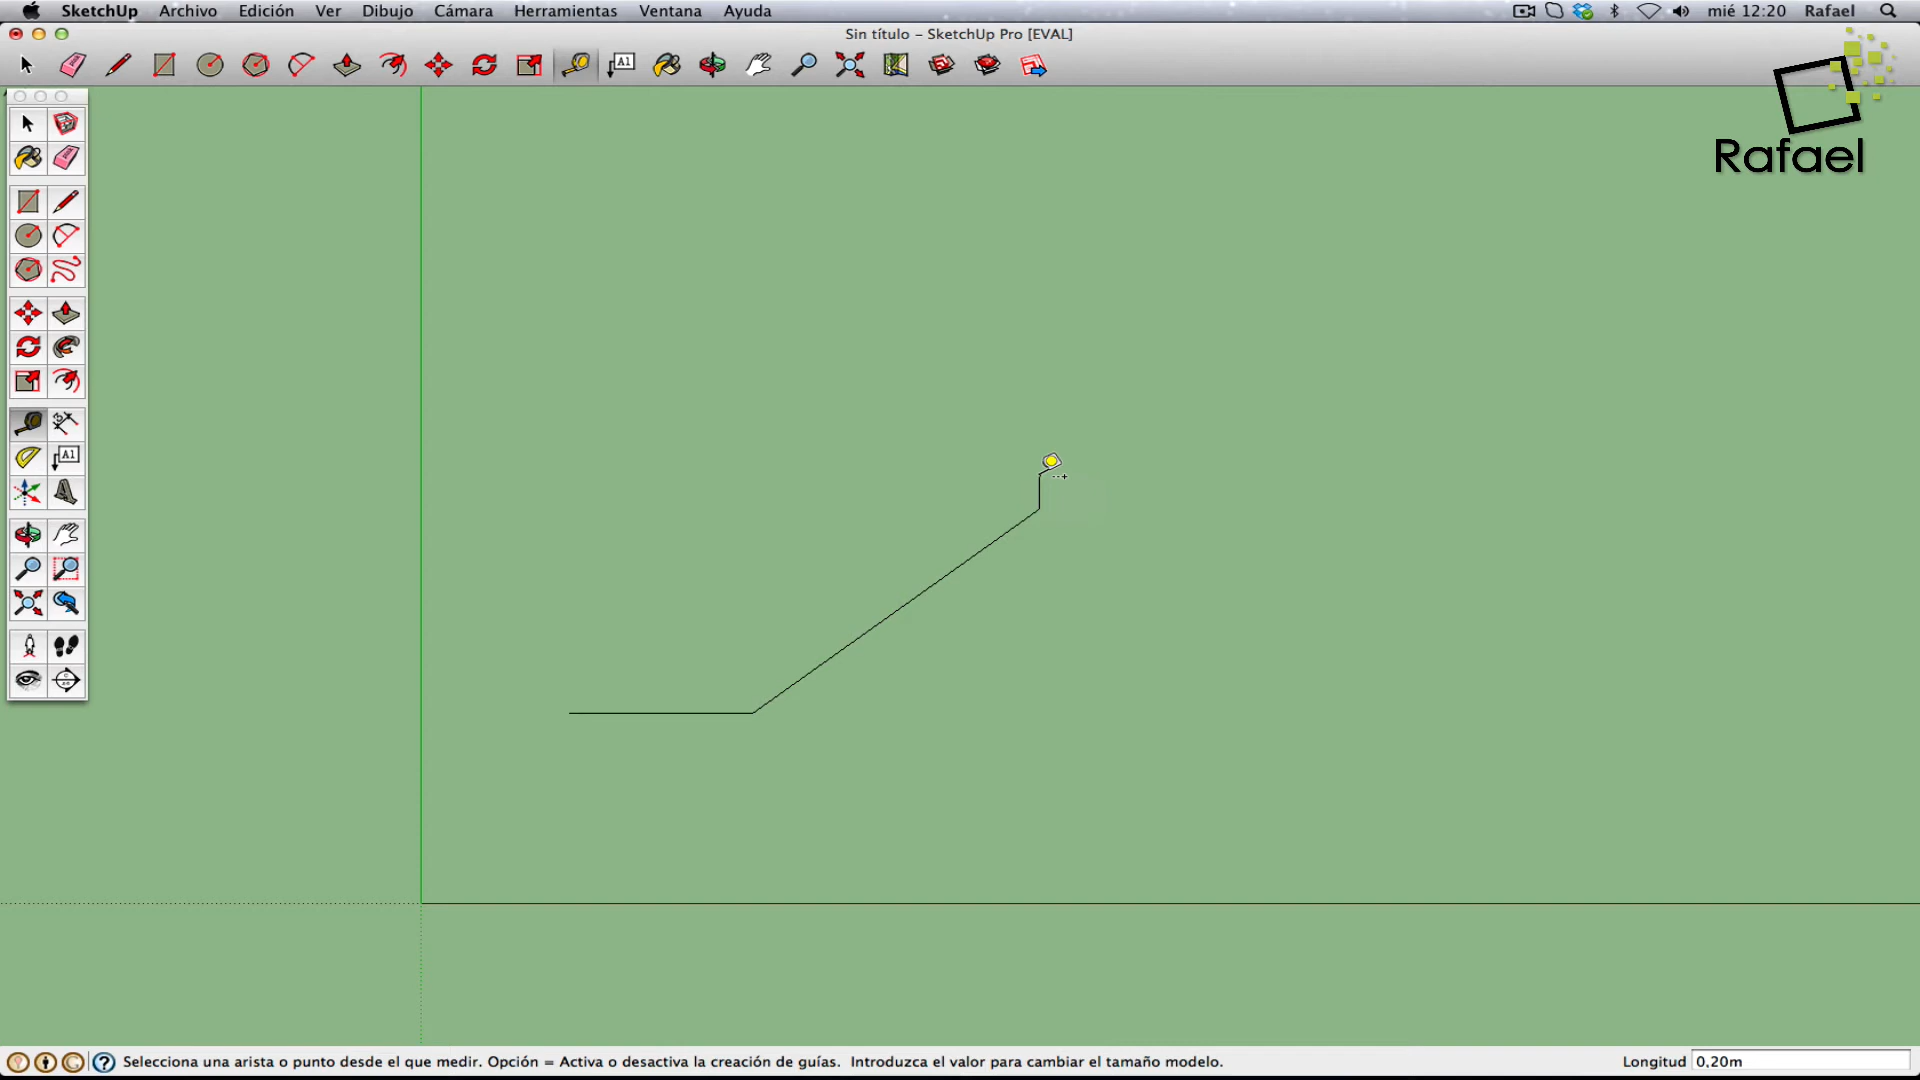 SketchUp Archivo Edición Ver Dibujo Cámara Herramientas Ventana Ayuda mié 12:20 Rafael
Sin título – SketchUp Pro [EVAL]
A1
Rafael
A1
Selecciona una arista o punto desde el que medir. Opción = Activa o desactiva la creación de guías. Introduzca el valor para cambiar el tamaño modelo. Longitud 0,20m